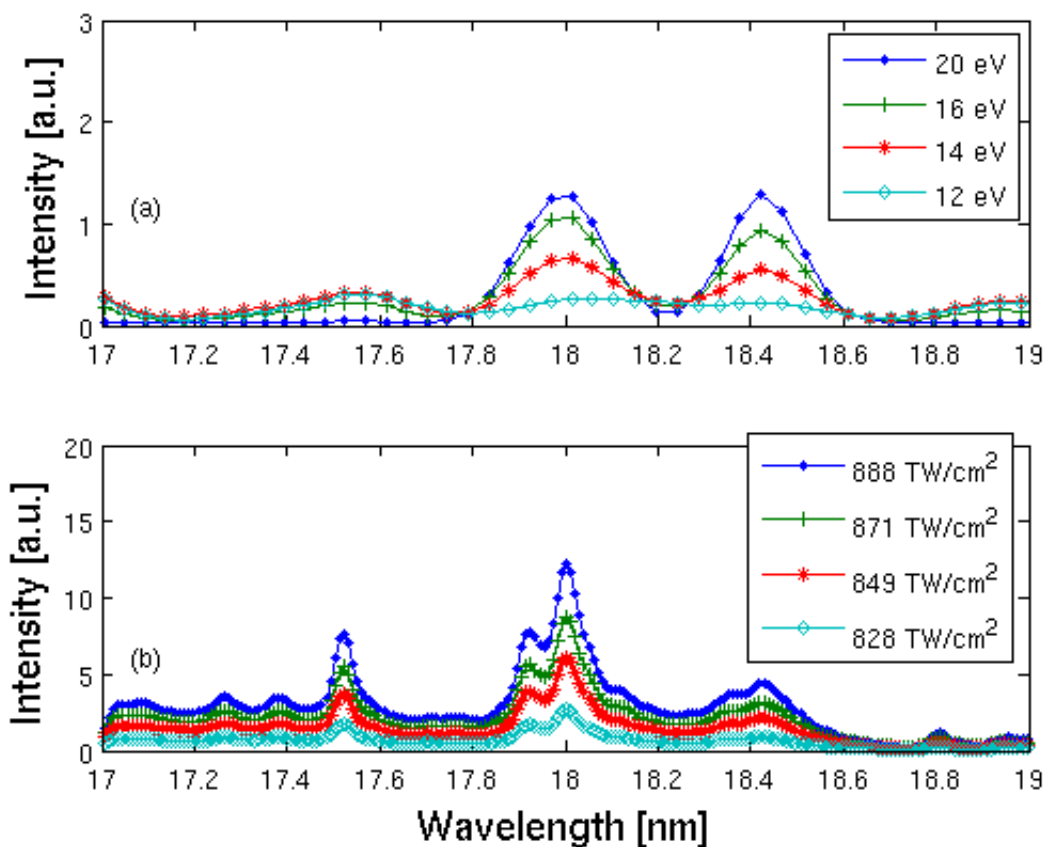 Intensity [a.u.]
3
2
1
0
(a)
20 eV
16 eV
14 eV
12 eV
17 17.2 17.4 17.6 17.8 18 18.2 18.4 18.6 18.8 19
Intensity [a.u.]
20
15
10
5
0
(b)
888 TW/cm²
871 TW/cm²
849 TW/cm²
828 TW/cm²
17 17.2 17.4 17.6 17.8 18 18.2 18.4 18.6 18.8 19
Wavelength [nm]